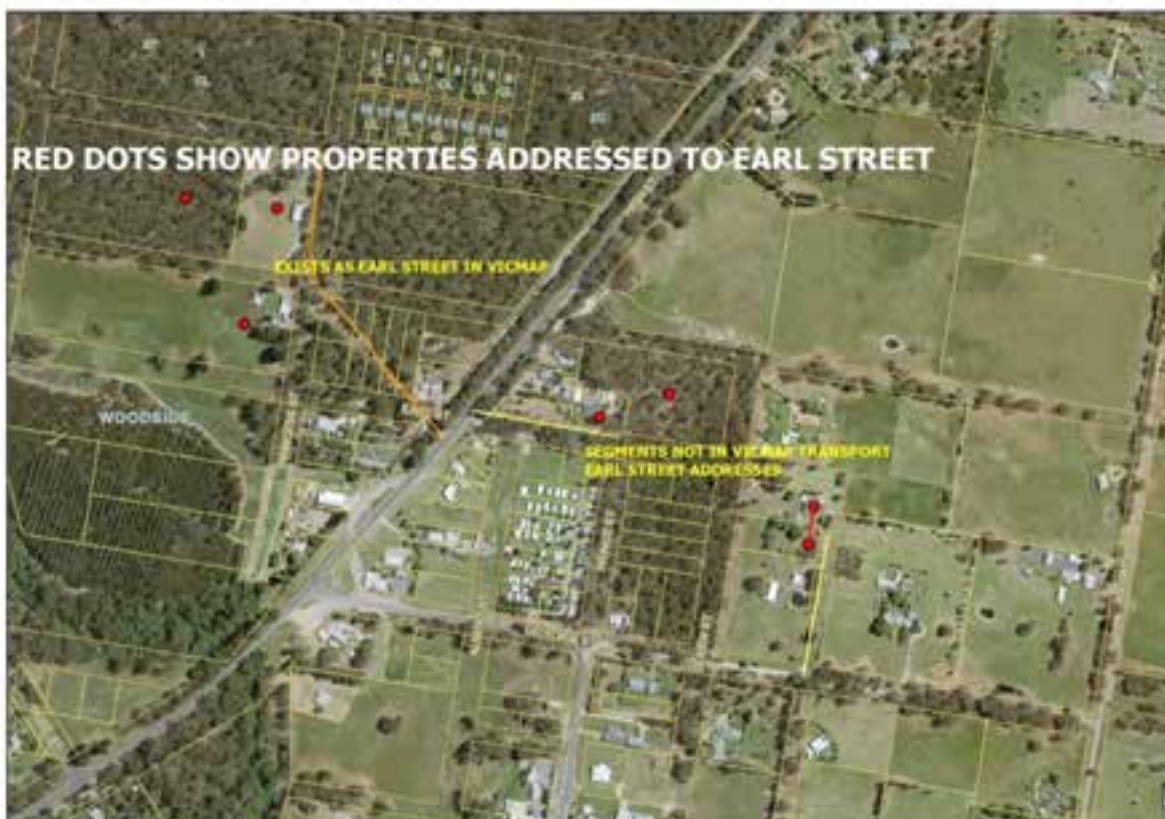 RED DOTS SHOW PROPERTIES ADDRESSED TO EARL STREET
EXISTS AS EARL STREET IN VICMAP
WOODSIDE
SEGMENTS NOT IN VICMAP TRANSPORT
EARL STREET ADDRESSES